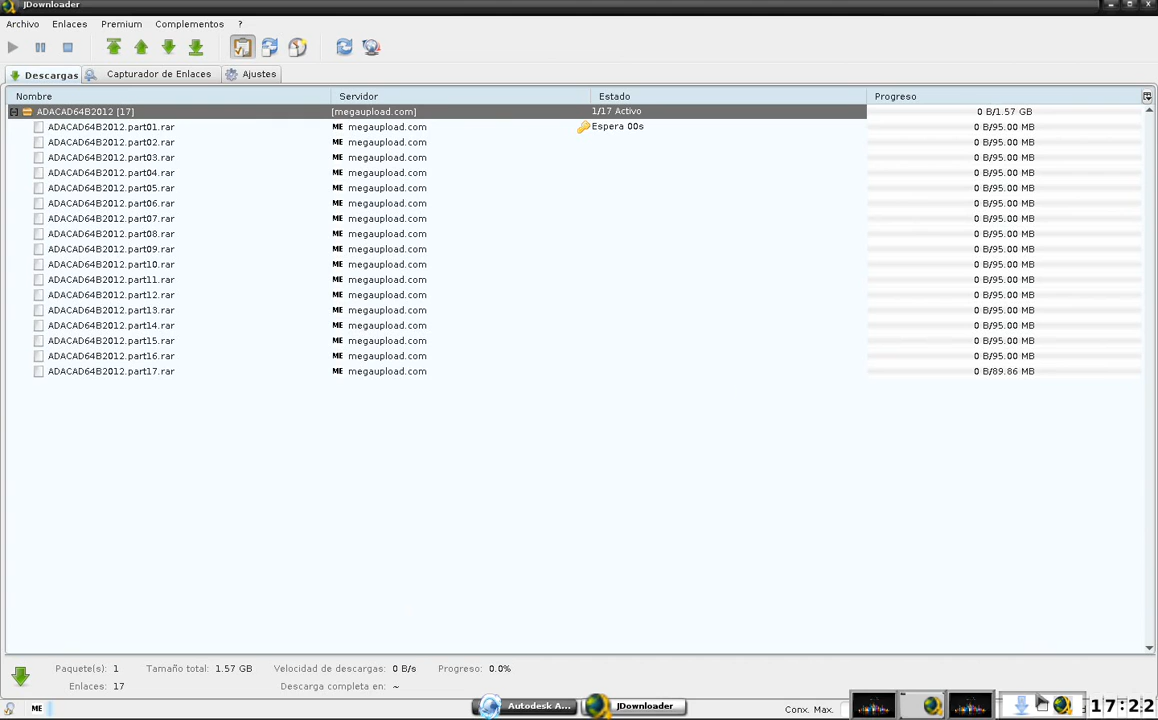 JDownloader
Archivo Enlaces Premium Complementos ?
Descargas Capturador de Enlaces Ajustes
Nombre Servidor Estado Progreso
ADACAD64B2012 [17] [megaupload.com] 1/17 Activo 0 B/1.57 GB
ADACAD64B2012.part01.rar ME megaupload.com Espera 00s 0 B/95.00 MB
ADACAD64B2012.part02.rar ME megaupload.com 0 B/95.00 MB
ADACAD64B2012.part03.rar ME megaupload.com 0 B/95.00 MB
ADACAD64B2012.part04.rar ME megaupload.com 0 B/95.00 MB
ADACAD64B2012.part05.rar ME megaupload.com 0 B/95.00 MB
ADACAD64B2012.part06.rar ME megaupload.com 0 B/95.00 MB
ADACAD64B2012.part07.rar ME megaupload.com 0 B/95.00 MB
ADACAD64B2012.part08.rar ME megaupload.com 0 B/95.00 MB
ADACAD64B2012.part09.rar ME megaupload.com 0 B/95.00 MB
ADACAD64B2012.part10.rar ME megaupload.com 0 B/95.00 MB
ADACAD64B2012.part11.rar ME megaupload.com 0 B/95.00 MB
ADACAD64B2012.part12.rar ME megaupload.com 0 B/95.00 MB
ADACAD64B2012.part13.rar ME megaupload.com 0 B/95.00 MB
ADACAD64B2012.part14.rar ME megaupload.com 0 B/95.00 MB
ADACAD64B2012.part15.rar ME megaupload.com 0 B/95.00 MB
ADACAD64B2012.part16.rar ME megaupload.com 0 B/95.00 MB
ADACAD64B2012.part17.rar ME megaupload.com 0 B/89.86 MB
Paquete(s): 1 Tamaño total: 1.57 GB Velocidad de descargas: 0 B/s Progreso: 0.0%
Enlaces: 17 Descarga completa en: ~
ME Autodesk A... JDownloader Conx. Max. 17:22